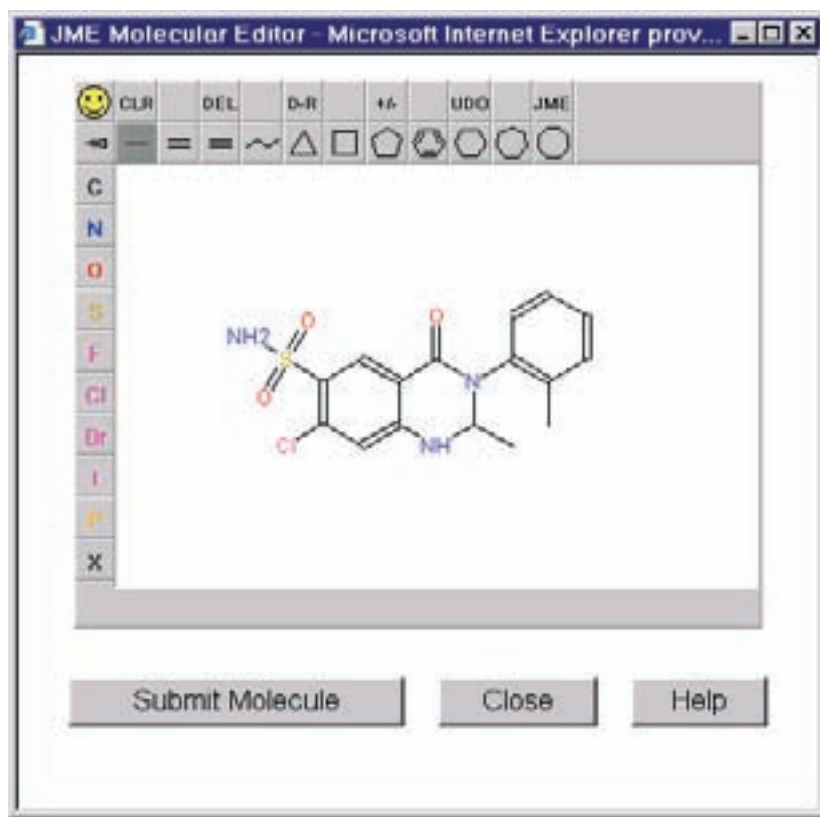 JME Molecular Editor - Microsoft Internet Explorer prov...
CLR DEL D-R +/- UDO JME
C
N
O
S
F
Cl
Br
I
P
X
O
NH2
O
S
O
N
Cl
NH
Submit Molecule Close Help